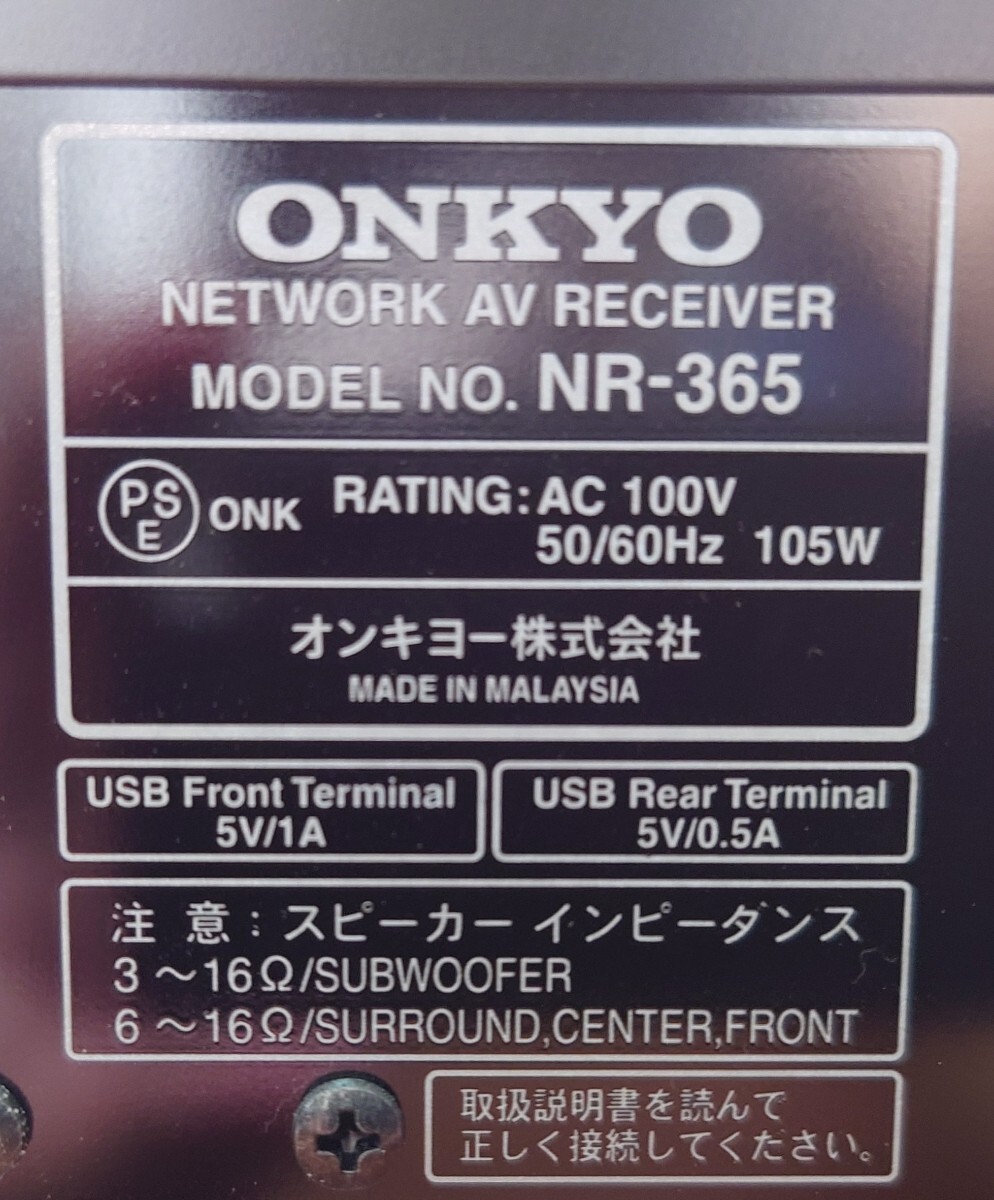 ONKYO
NETWORK AV RECEIVER
MODEL NO. NR-365
PS
E
ONK
RATING: AC 100V
50/60Hz 105W
オンキヨー株式会社
MADE IN MALAYSIA
USB Front Terminal
5V/1A
USB Rear Terminal
5V/0.5A
注 意 : スピーカー インピーダンス
3 ～16Ω/SUBWOOFER
6 ～16Ω/SURROUND,CENTER,FRONT
取扱説明書を読んで
正しく接続してください。